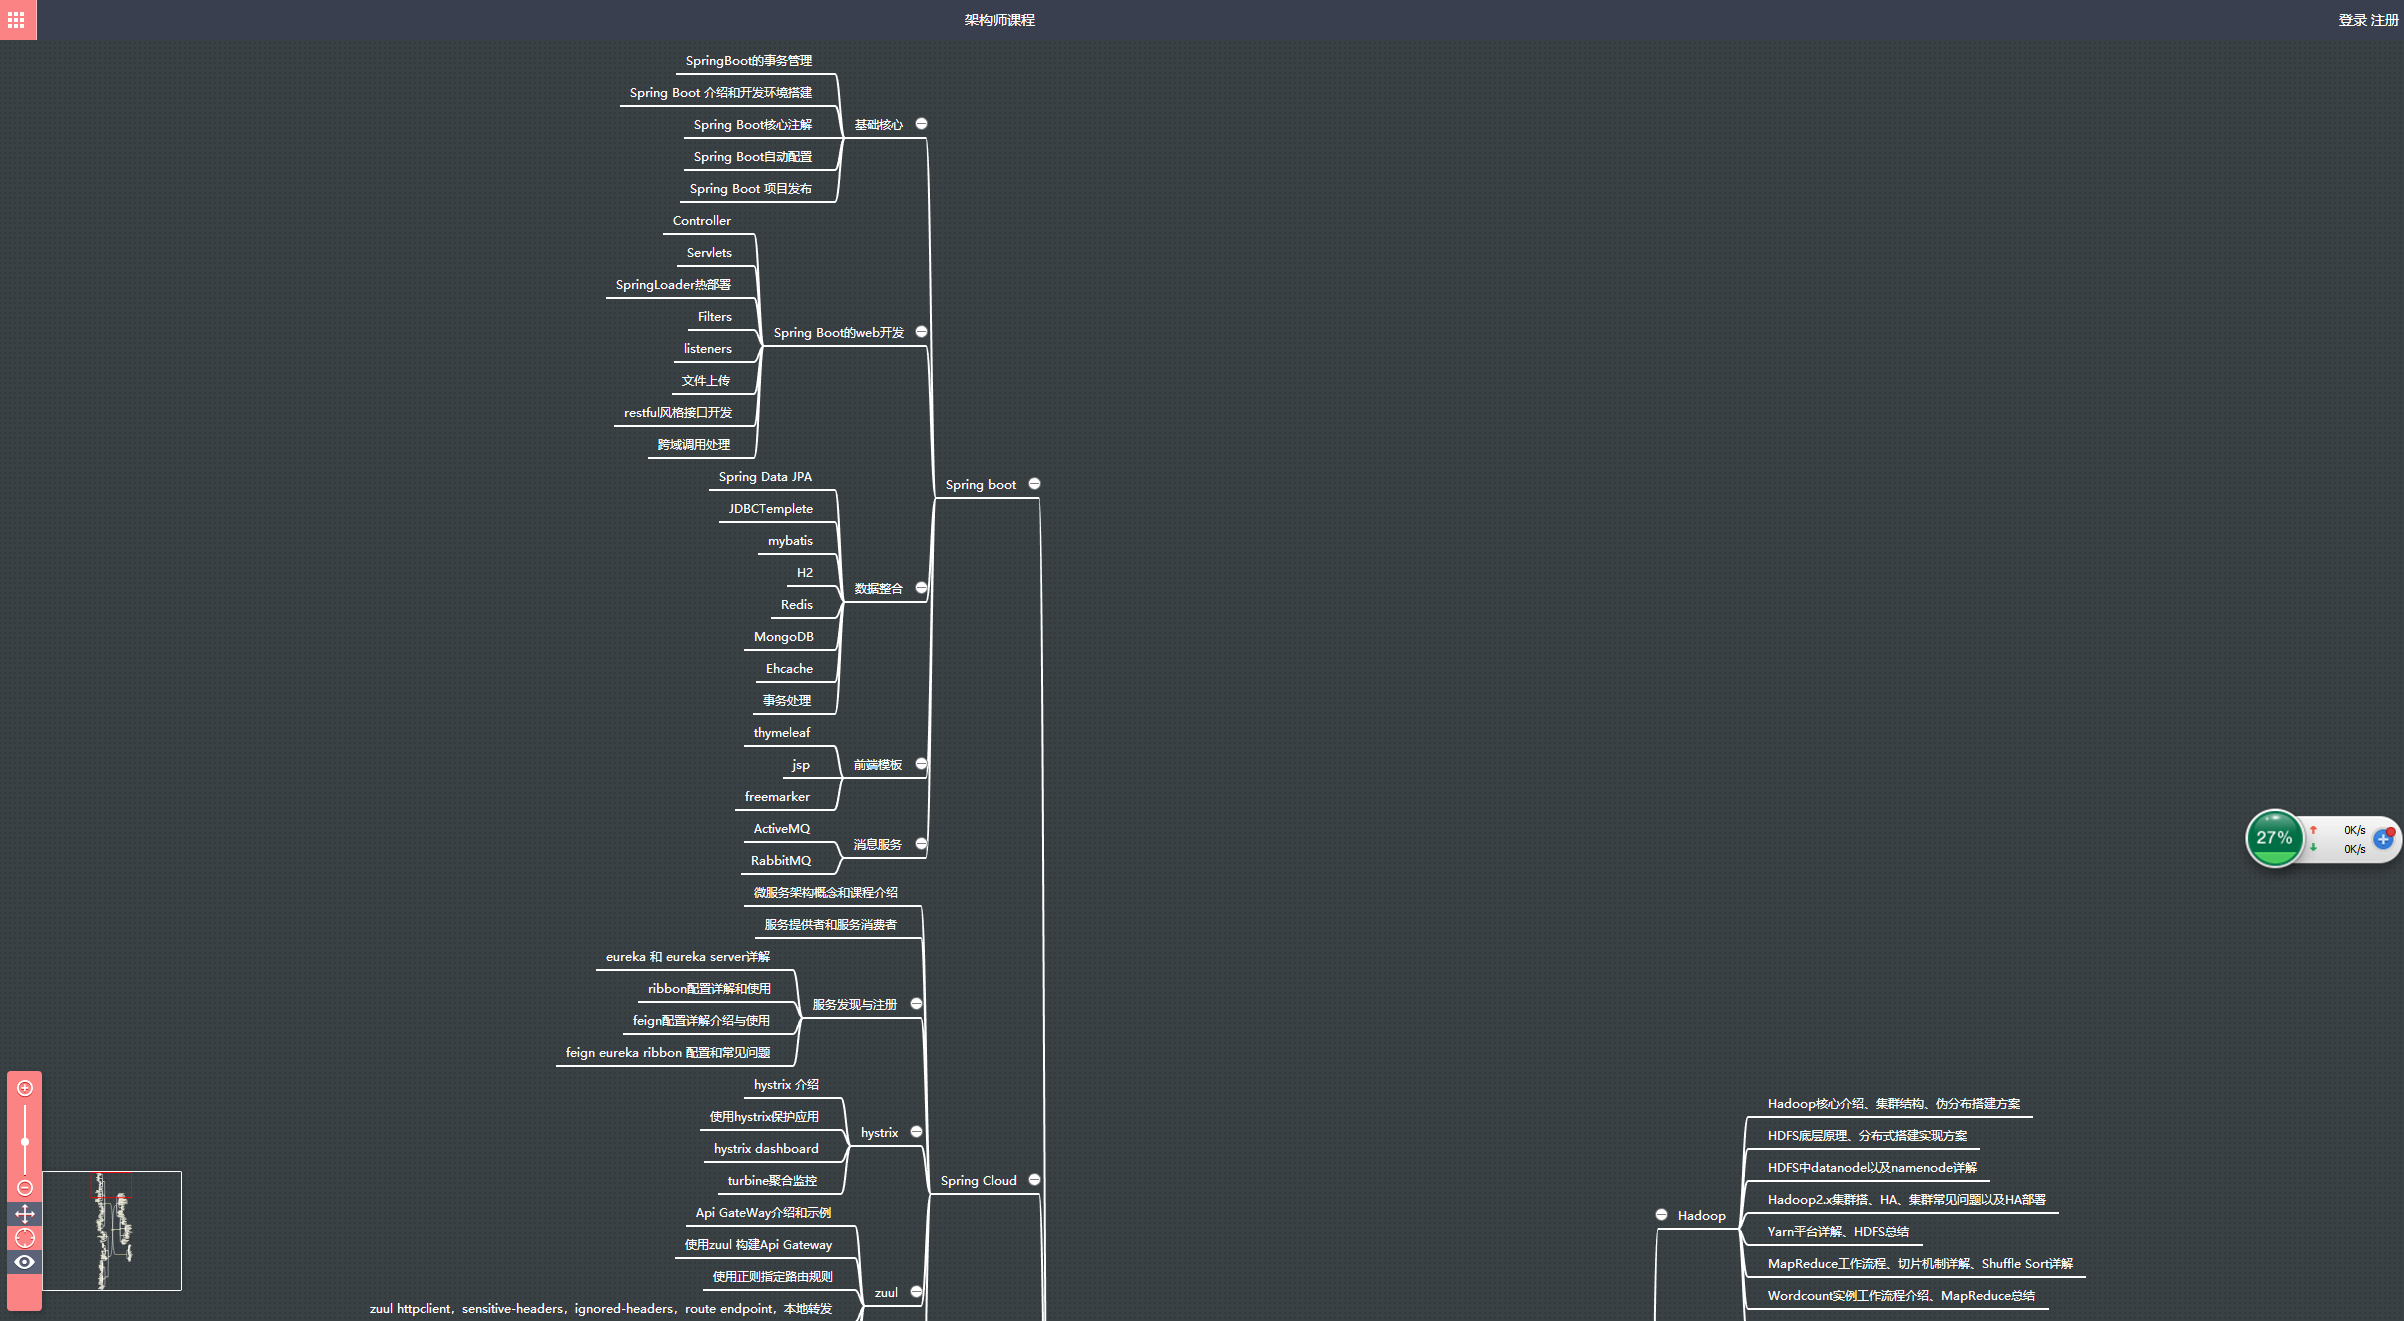 架构师课程
登录 注册
SpringBoot的事务管理
Spring Boot 介绍和开发环境搭建
Spring Boot核心注解
基础核心
Spring Boot自动配置
Spring Boot 项目发布
Controller
Servlets
SpringLoader热部署
Filters
Spring Boot的web开发
listeners
文件上传
restful风格接口开发
跨域调用处理
Spring Data JPA
Spring boot
JDBCTemplete
mybatis
H2
数据整合
Redis
MongoDB
Ehcache
事务处理
thymeleaf
jsp
前端模板
freemarker
ActiveMQ
消息服务
RabbitMQ
27%
0K/s
0K/s
微服务架构概念和课程介绍
服务提供者和服务消费者
eureka 和 eureka server详解
ribbon配置详解和使用
服务发现与注册
feign配置详解介绍与使用
feign eureka ribbon 配置和常见问题
hystrix 介绍
使用hystrix保护应用
hystrix
hystrix dashboard
turbine聚合监控
Spring Cloud
Api GateWay介绍和示例
使用zuul 构建Api Gateway
使用正则指定路由规则
zuul
zuul httpclient，sensitive-headers，ignored-headers，route endpoint，本地转发
Hadoop核心介绍、集群结构、伪分布搭建方案
HDFS底层原理、分布式搭建实现方案
HDFS中datanode以及namenode详解
Hadoop2.x集群搭、HA、集群常见问题以及HA部署
Hadoop
Yarn平台详解、HDFS总结
MapReduce工作流程、切片机制详解、Shuffle Sort详解
Wordcount实例工作流程介绍、MapReduce总结